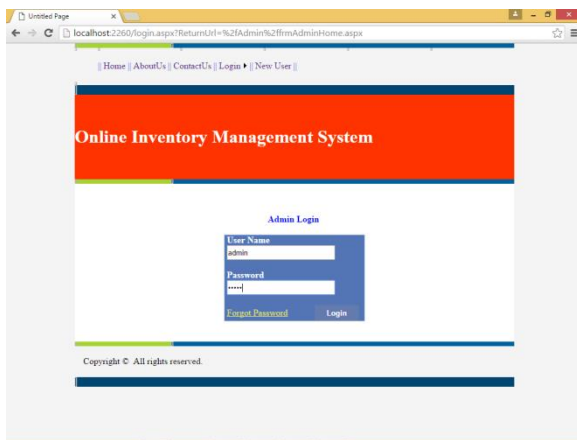 Untitled Page
localhost:2260/login.aspx?ReturnUrl=%2fAdmin%2ffrmAdminHome.aspx
|| Home || AboutUs || ContactUs || Login || New User ||
Online Inventory Management System
Admin Login
User Name
admin
Password
•••••
Forgot Password Login
Copyright © All rights reserved.